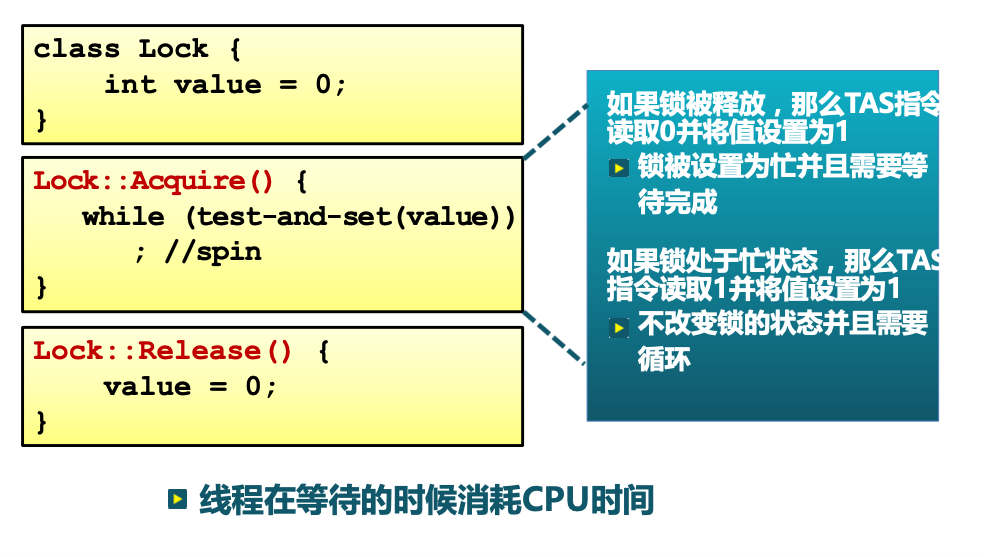 class Lock {
int value = 0;
}
Lock::Acquire() {
while (test-and-set(value))
; //spin
}
Lock::Release() {
value = 0;
}
如果锁被释放，那么TAS指令
读取0并将值设置为1
锁被设置为忙并且需要等
待完成
如果锁处于忙状态，那么TAS
指令读取1并将值设置为1
不改变锁的状态并且需要
循环
线程在等待的时候消耗CPU时间